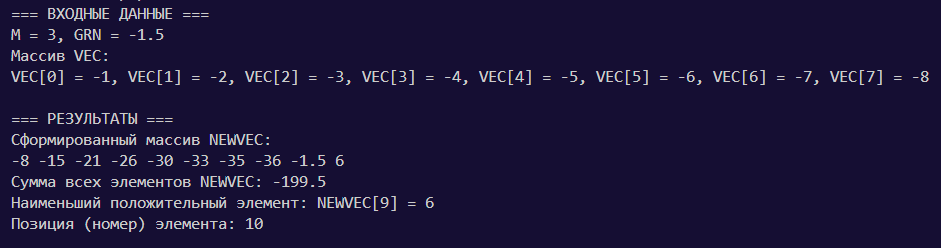 === ВХОДНЫЕ ДАННЫЕ ===
M = 3, GRN = -1.5
Массив VEC:
VEC[0] = -1, VEC[1] = -2, VEC[2] = -3, VEC[3] = -4, VEC[4] = -5, VEC[5] = -6, VEC[6] = -7, VEC[7] = -8
=== РЕЗУЛЬТАТЫ ===
Сформированный массив NEWVEC:
-8 -15 -21 -26 -30 -33 -35 -36 -1.5 6
Сумма всех элементов NEWVEC: -199.5
Наименьший положительный элемент: NEWVEC[9] = 6
Позиция (номер) элемента: 10